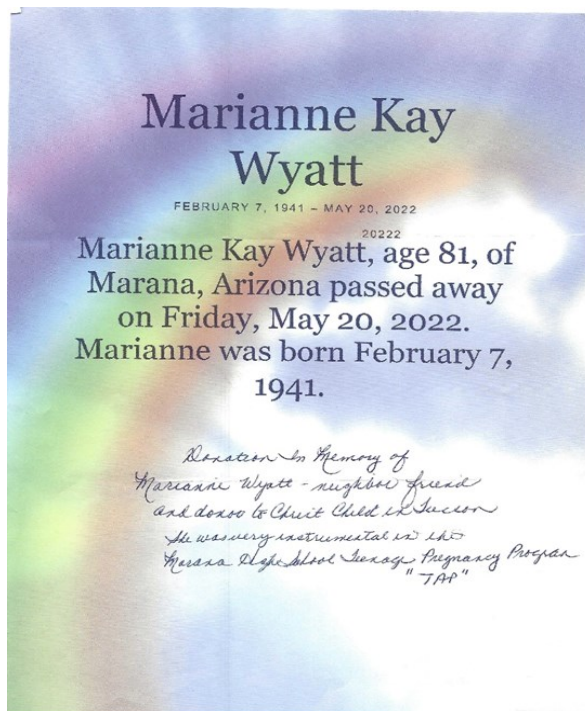 Marianne Kay
Wyatt
FEBRUARY 7, 1941 – MAY 20, 2022
20222
Marianne Kay Wyatt, age 81, of
Marana, Arizona passed away
on Friday, May 20, 2022.
Marianne was born February 7,
1941.
Donation In Memory of
Marianne Wyatt - neighbor friend
and donor to Christ Child in Tucson
She was very instrumental in the
Marana High School Teenage Pregnancy Program
"TAP"